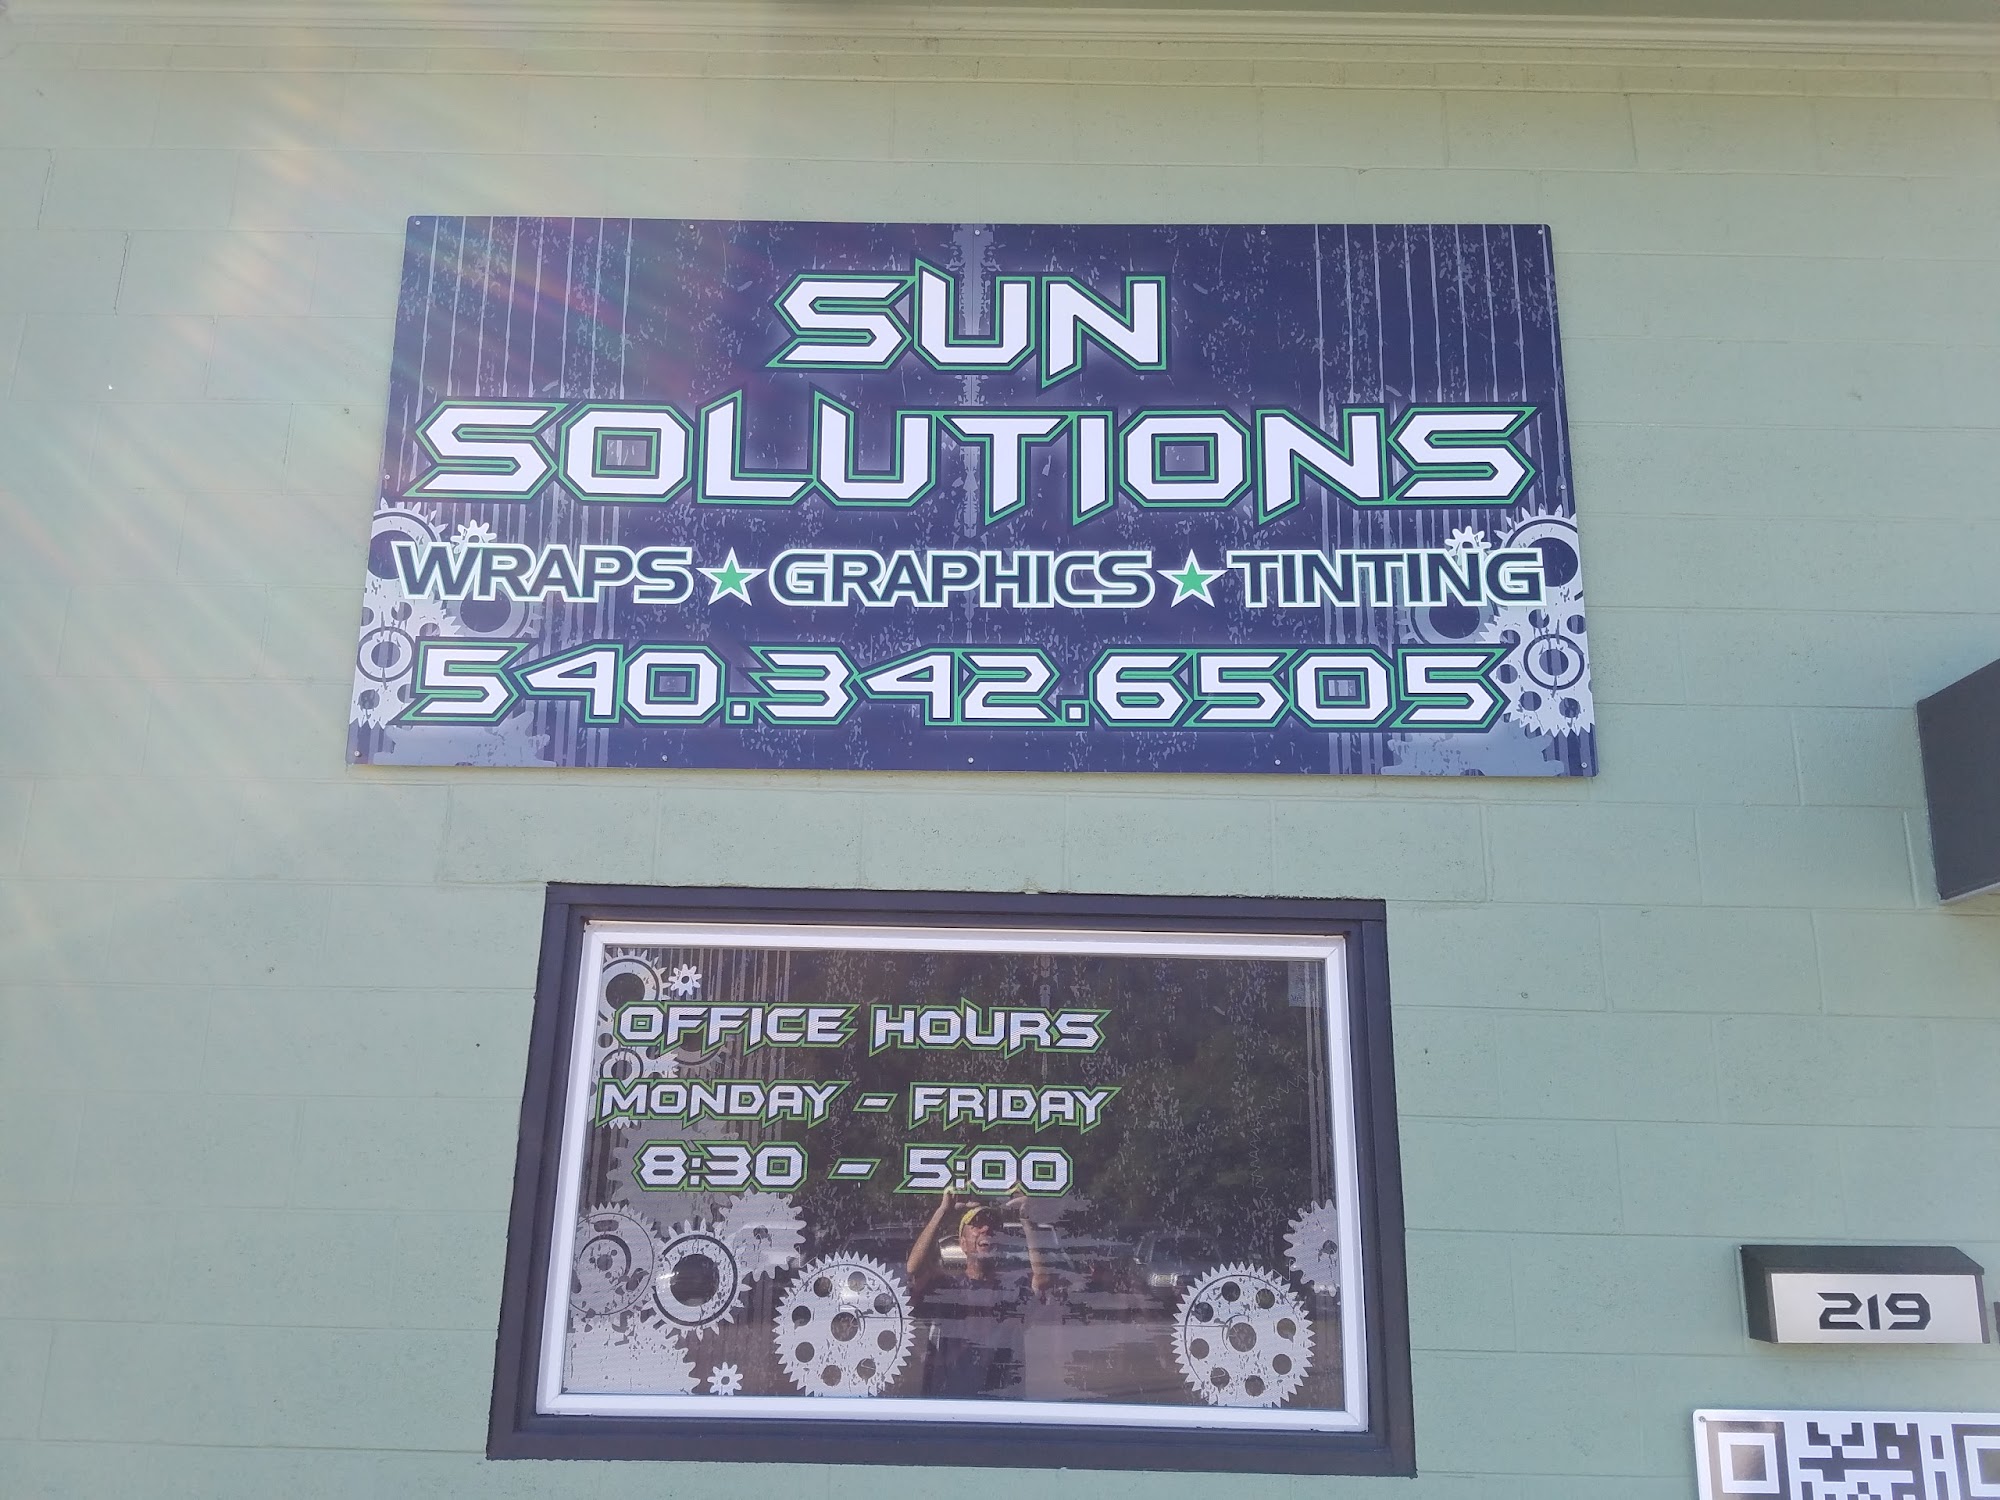 SUN
SOLUTIONS
WRAPS ★ GRAPHICS ★ TINTING
540.342.6505
OFFICE HOURS
MONDAY - FRIDAY
8:30 - 5:00
219